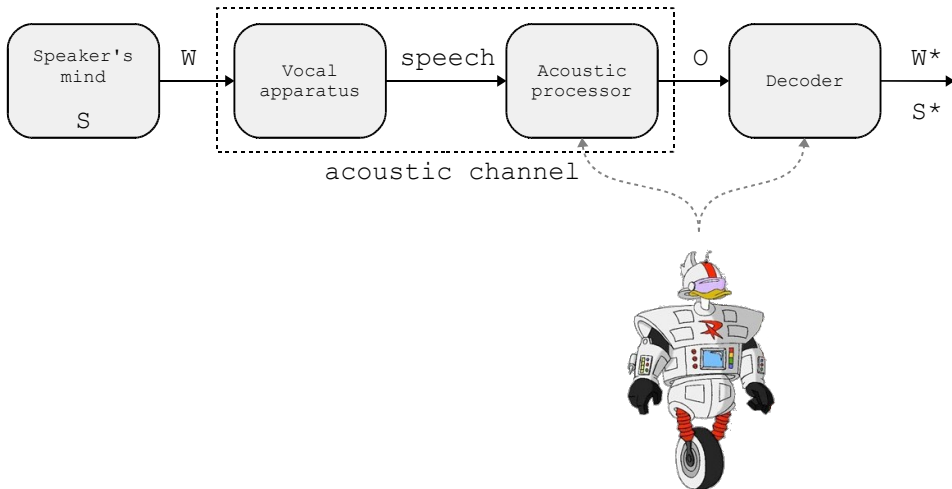 Speaker's
mind
S
W
Vocal
apparatus
speech
Acoustic
processor
O
Decoder
W*
S*
acoustic channel
R